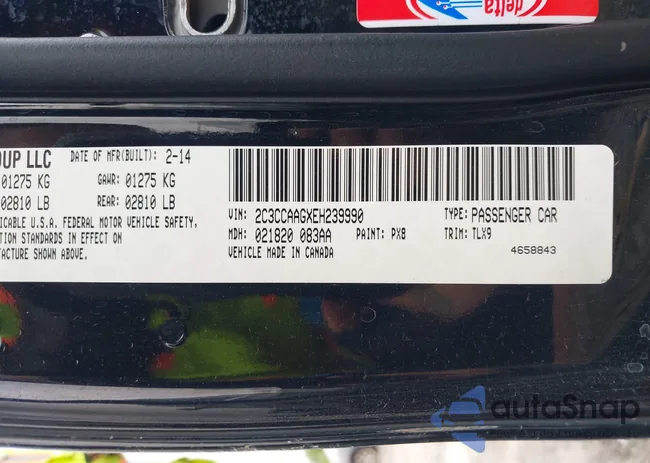 delta
OUP LLC
DATE OF MFR(BUILT): 2-14
01275 KG GAWR: 01275 KG
02810 LB REAR: 02810 LB
ICABLE U.S.A. FEDERAL MOTOR VEHICLE SAFETY,
TION STANDARDS IN EFFECT ON
FACTURE SHOWN ABOVE.
VIN: 2C3CCAAGXEH239990 TYPE: PASSENGER CAR
MDH: 021820 083AA PAINT: PX8 TRIM: TLX9
VEHICLE MADE IN CANADA 4658843
autoSnap